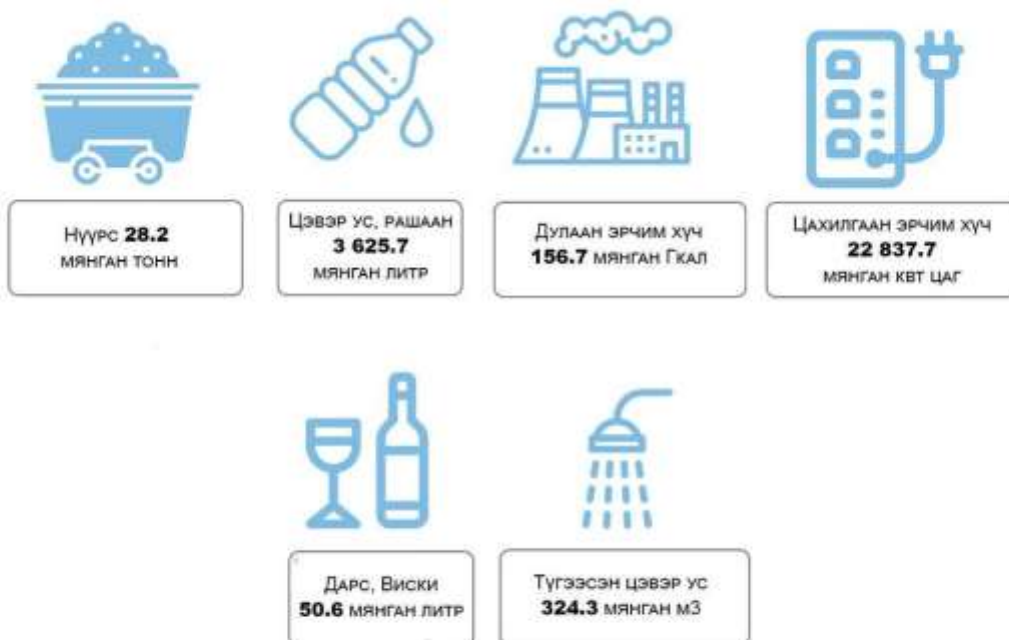 Нүүрс 28.2
мянган тонн
Цэвэр ус, рашаан
3 625.7
мянган литр
Дулаан эрчим хүч
156.7 мянган Гкал
Цахилгаан эрчим хүч
22 837.7
мянган квт цаг
Дарс, Виски
50.6 мянган литр
Түгээсэн цэвэр ус
324.3 мянган м3